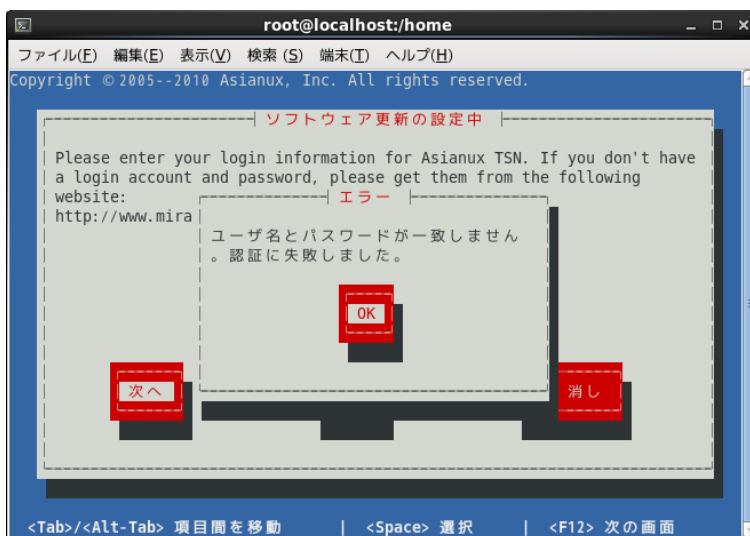 root@localhost:/home
ファイル(F) 編集(E) 表示(V) 検索 (S) 端末(T) ヘルプ(H)
Copyright © 2005--2010 Asianux, Inc. All rights reserved.
ソフトウェア更新の設定中
Please enter your login information for Asianux TSN. If you don't have
a login account and password, please get them from the following
website:
http://www.mira
エラー
ユーザ名とパスワードが一致しません
。認証に失敗しました。
OK
次へ
消し
<Tab>/<Alt-Tab> 項目間を移動 | <Space> 選択 | <F12> 次の画面